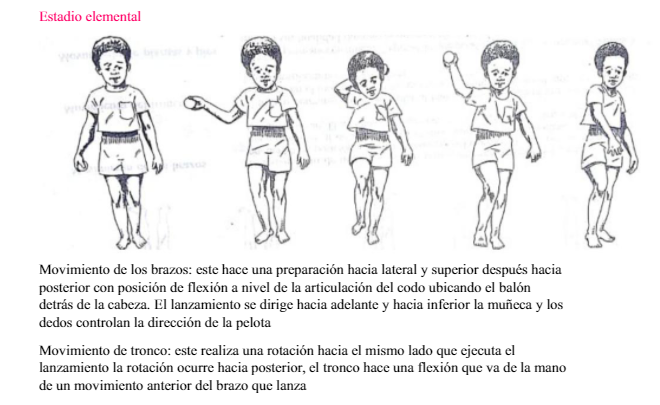 Estadio elemental
Movimiento de los brazos: este hace una preparación hacia lateral y superior después hacia
posterior con posición de flexión a nivel de la articulación del codo ubicando el balón
detrás de la cabeza. El lanzamiento se dirige hacia adelante y hacia inferior la muñeca y los
dedos controlan la dirección de la pelota
Movimiento de tronco: este realiza una rotación hacia el mismo lado que ejecuta el
lanzamiento la rotación ocurre hacia posterior, el tronco hace una flexión que va de la mano
de un movimiento anterior del brazo que lanza